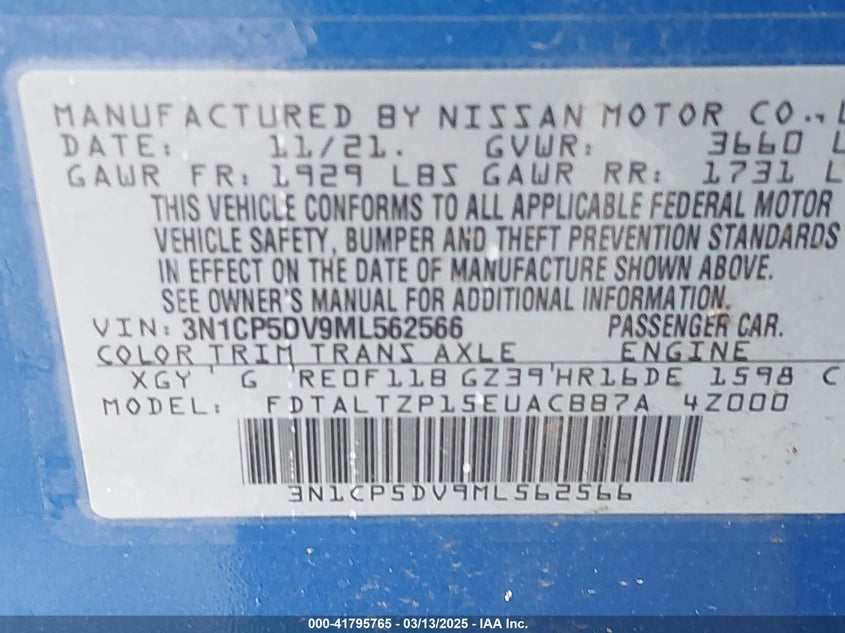 MANUFACTURED BY NISSAN MOTOR CO.,
DATE: 11/21. GVWR: 3660 L
GAWR FR: 1929 LBS GAWR RR: 1731 L
THIS VEHICLE CONFORMS TO ALL APPLICABLE FEDERAL MOTOR
VEHICLE SAFETY, BUMPER AND THEFT PREVENTION STANDARDS
IN EFFECT ON THE DATE OF MANUFACTURE SHOWN ABOVE.
SEE OWNER'S MANUAL FOR ADDITIONAL INFORMATION.
VIN: 3N1CP5DV9ML562566 PASSENGER CAR.
COLOR TRIM TRANS AXLE ENGINE
XGY G RE0F11B GZ39 HR16DE 1598 C
MODEL: FDTALTZP15EUAC887A 4Z000
3N1CP5DV9ML562566
000-41795765 - 03/13/2025 - IAA Inc.